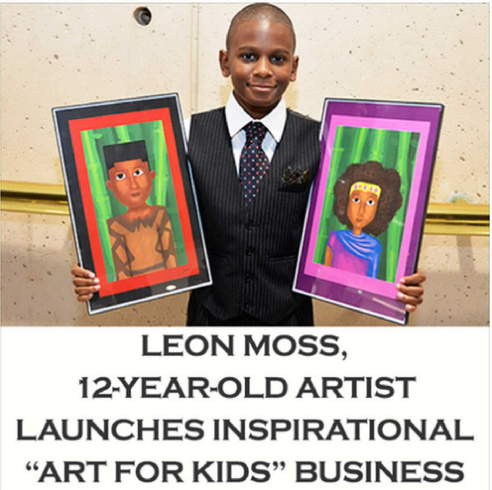 LEON MOSS,
12-YEAR-OLD ARTIST
LAUNCHES INSPIRATIONAL
“ART FOR KIDS” BUSINESS